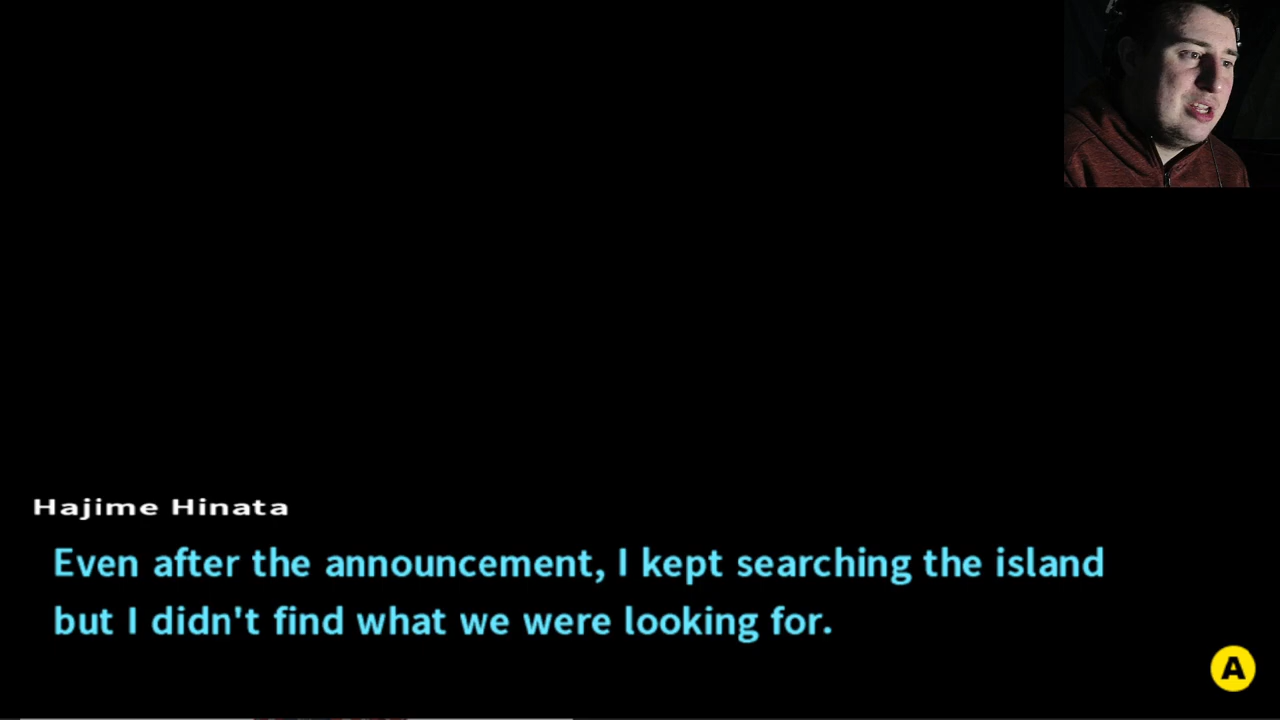 Hajime Hinata
Even after the announcement, I kept searching the island
but I didn't find what we were looking for.
A